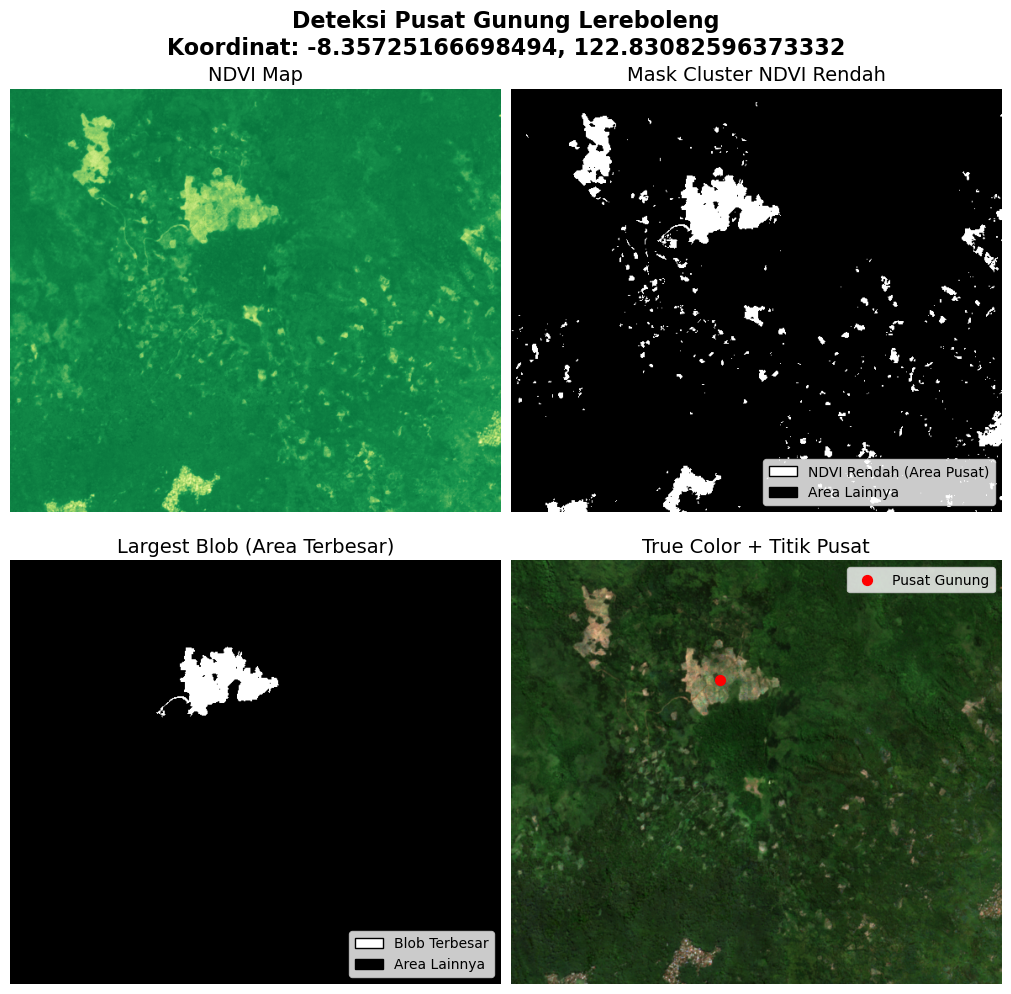 Deteksi Pusat Gunung Lereboleng
Koordinat: -8.35725166698494, 122.83082596373332
NDVI Map
Mask Cluster NDVI Rendah
NDVI Rendah (Area Pusat)
Area Lainnya
Largest Blob (Area Terbesar)
True Color + Titik Pusat
Blob Terbesar
Area Lainnya
Pusat Gunung